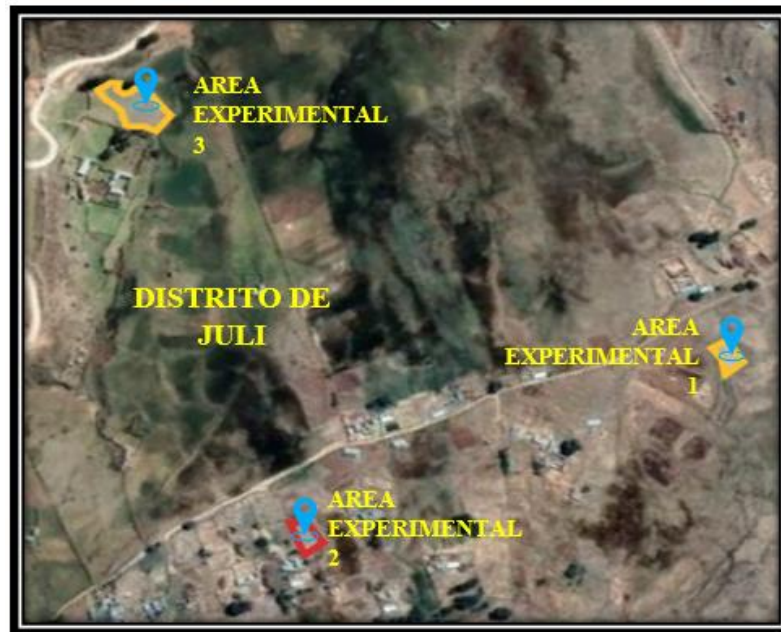 AREA
EXPERIMENTAL
3
DISTRITO DE
JULI
AREA
EXPERIMENTAL
1
AREA
EXPERIMENTAL
2